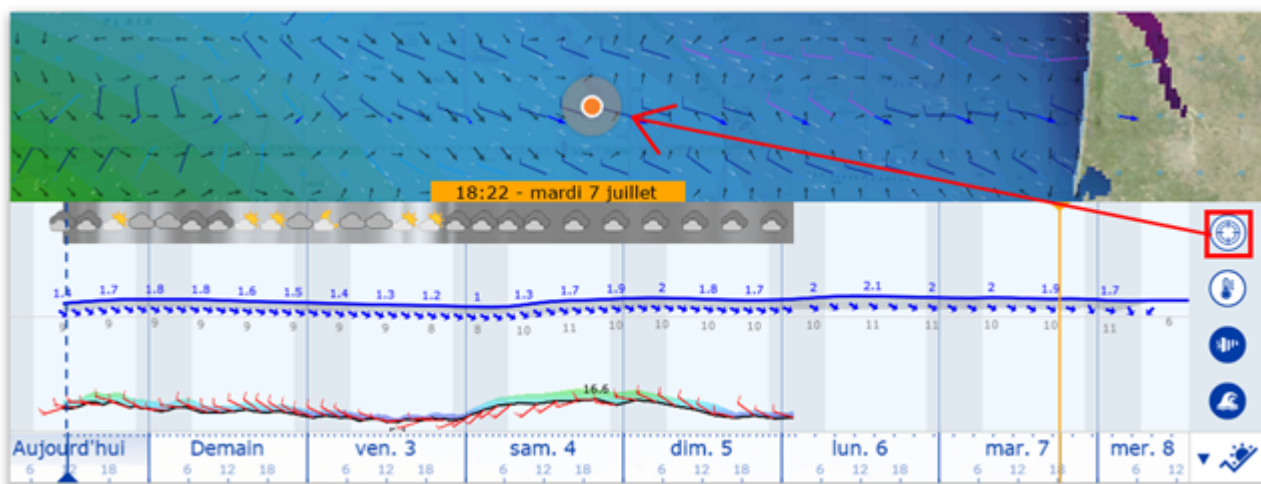 18:22 - mardi 7 juillet
1.4 1.7 1.8 1.8 1.6 1.5 1.4 1.3 1.2 1 1.3 1.7 1.9 2 1.8 1.7 2 2.1 2 2 1.9 1.7
9 9 9 9 9 9 9 8 8 10 11 10 10 10 10 10 11 11 10 10 11 6
16.6
Aujourd'hui Demain ven. 3 sam. 4 dim. 5 lun. 6 mar. 7 mer. 8
6 12 18 6 12 18 6 12 18 6 12 18 6 12 18 6 12 18 6 12 18 6 12